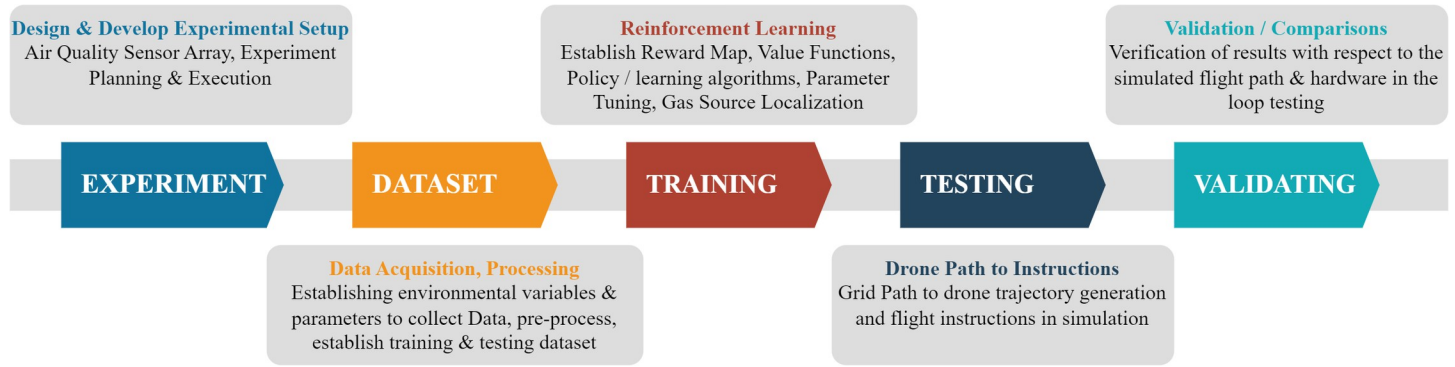 Design & Develop Experimental Setup
Air Quality Sensor Array, Experiment
Planning & Execution
Reinforcement Learning
Establish Reward Map, Value Functions,
Policy / learning algorithms, Parameter
Tuning, Gas Source Localization
Validation / Comparisons
Verification of results with respect to the
simulated flight path & hardware in the
loop testing
EXPERIMENT
DATASET
TRAINING
TESTING
VALIDATING
Data Acquisition, Processing
Establishing environmental variables &
parameters to collect Data, pre-process,
establish training & testing dataset
Drone Path to Instructions
Grid Path to drone trajectory generation
and flight instructions in simulation